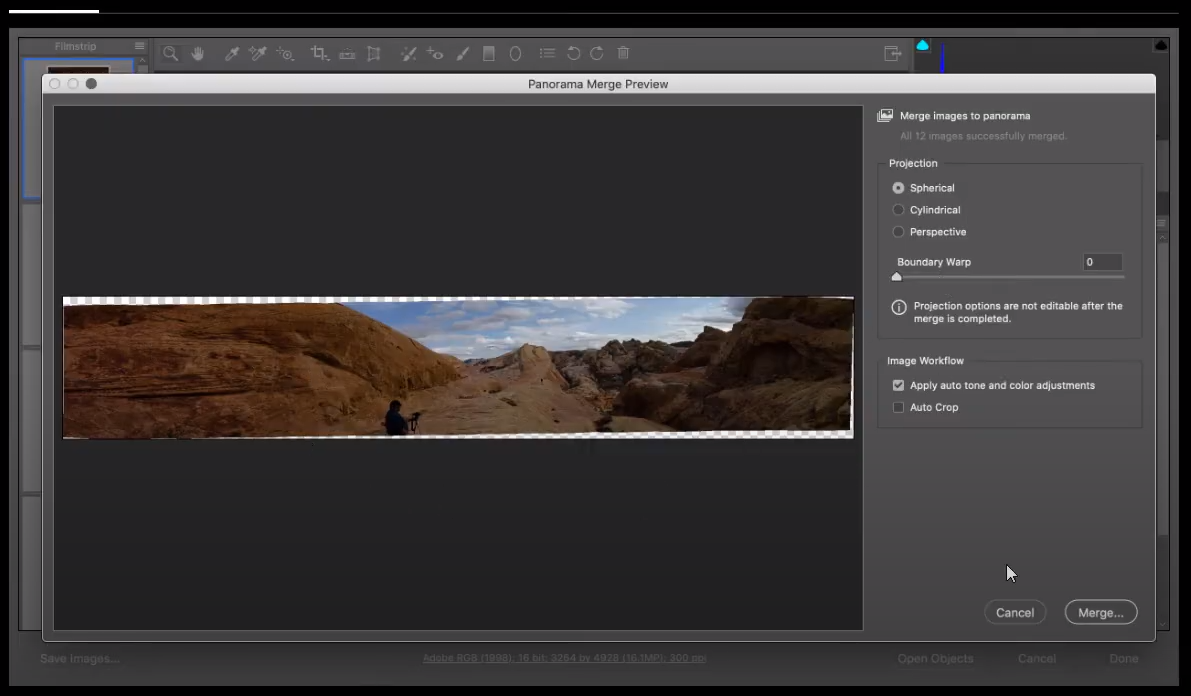 Filmstrip
Panorama Merge Preview
Merge images to panorama
All 12 images successfully merged.
Projection
Spherical
Cylindrical
Perspective
Boundary Warp
0
Projection options are not editable after the
merge is completed.
Image Workflow
Apply auto tone and color adjustments
Auto Crop
Cancel
Merge...
Save Images...
Adobe RGB (1998); 16 bit; 3264 by 4928 (16.1MP); 300 ppi
Open Objects
Cancel
Done